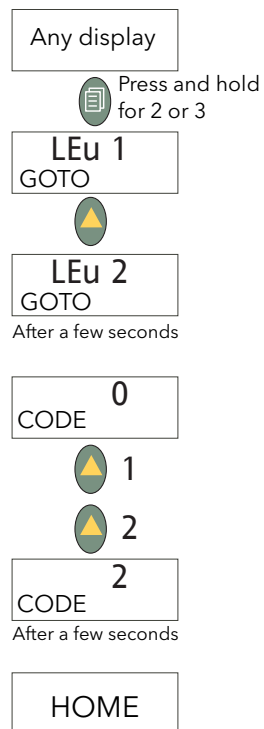 Any display
Press and hold
for 2 or 3
LEu 1
GOTO
LEu 2
GOTO
After a few seconds
0
CODE
1
2
2
CODE
After a few seconds
HOME